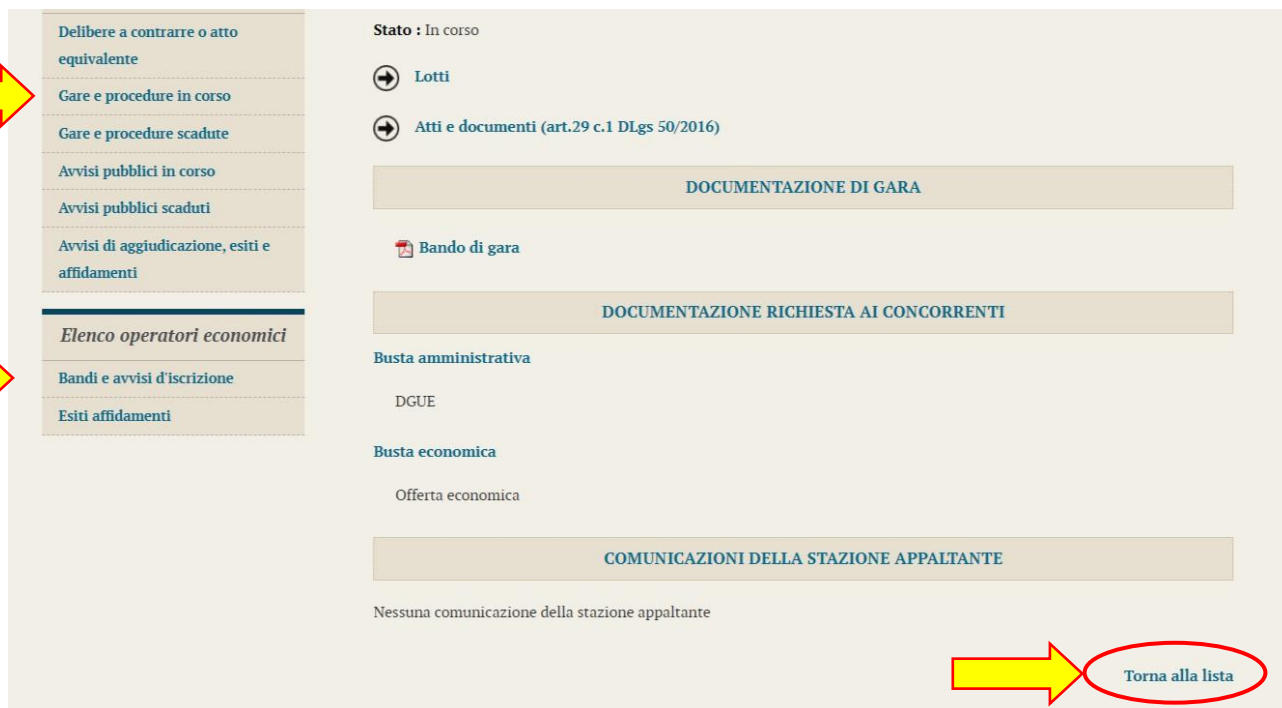 Delibere a contrarre o atto
equivalente
Gare e procedure in corso
Gare e procedure scadute
Avvisi pubblici in corso
Avvisi pubblici scaduti
Avvisi di aggiudicazione, esiti e
affidamenti
Elenco operatori economici
Bandi e avvisi d'iscrizione
Esiti affidamenti
Stato : In corso
Lotti
Atti e documenti (art.29 c.1 DLgs 50/2016)
DOCUMENTAZIONE DI GARA
Bando di gara
DOCUMENTAZIONE RICHIESTA AI CONCORRENTI
Busta amministrativa
DGUE
Busta economica
Offerta economica
COMUNICAZIONI DELLA STAZIONE APPALTANTE
Nessuna comunicazione della stazione appaltante
Torna alla lista